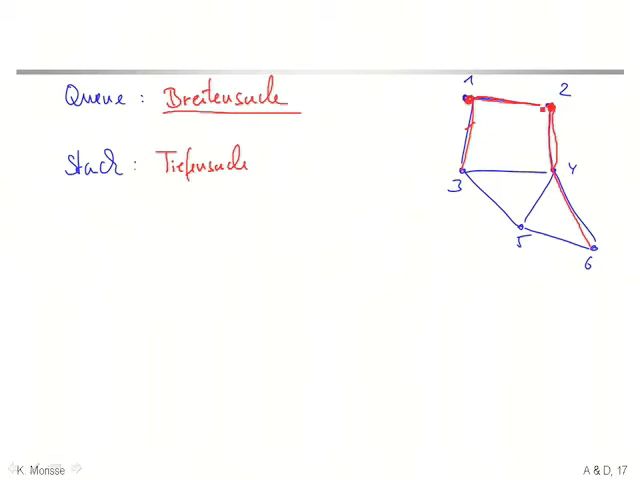 Queue : Breitensuche
Stack : Tiefensuche
1
2
3
4
5
6
K. Morisse
A & D, 17